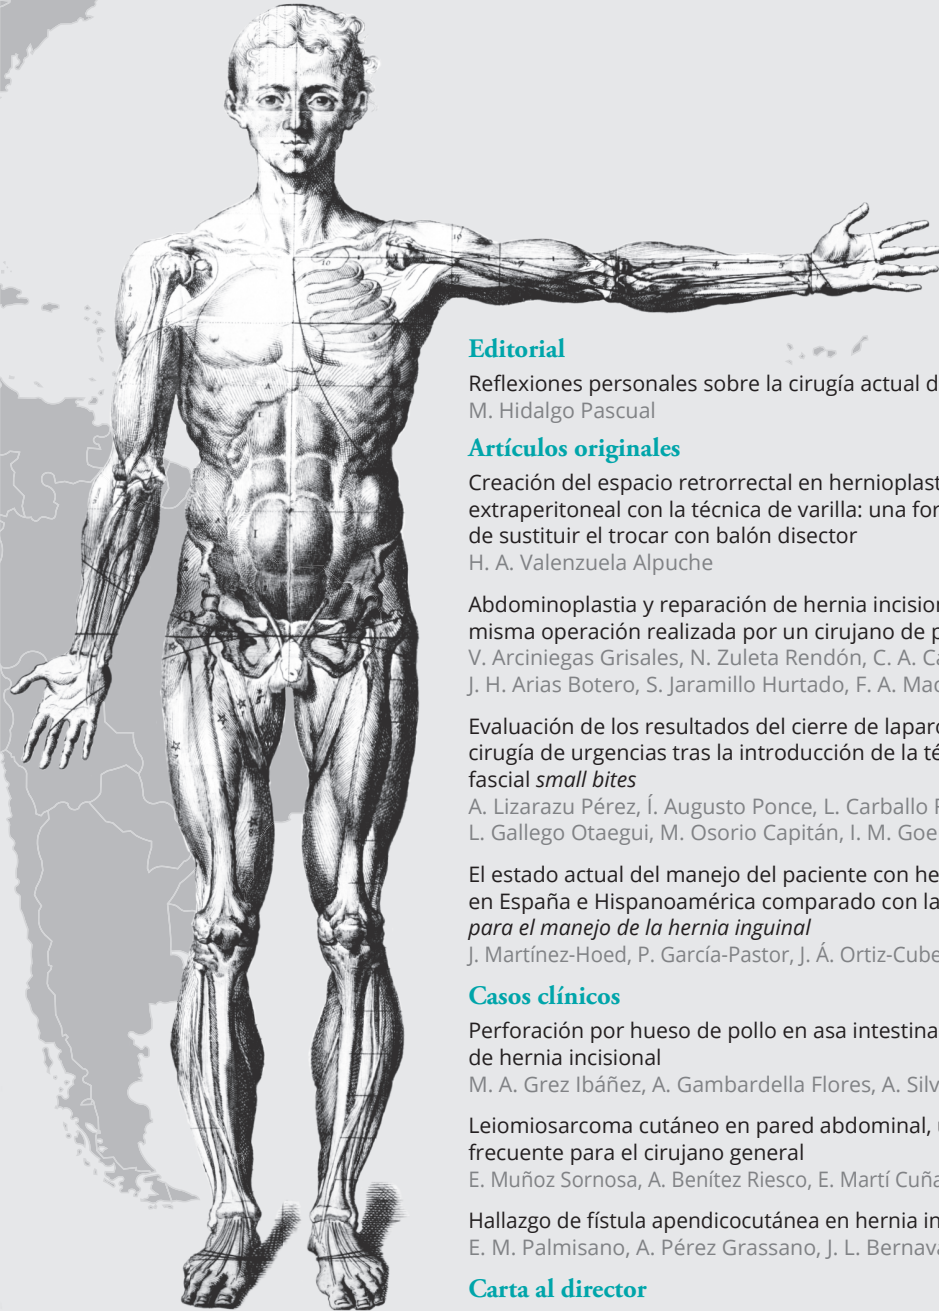 Editorial
Reflexiones personales sobre la cirugía actual d
M. Hidalgo Pascual
Artículos originales
Creación del espacio retrorrectal en hernioplast
extraperitoneal con la técnica de varilla: una for
de sustituir el trocar con balón disector
H. A. Valenzuela Alpuche
Abdominoplastia y reparación de hernia incision
misma operación realizada por un cirujano de p
V. Arciniegas Grisales, N. Zuleta Rendón, C. A. Ca
J. H. Arias Botero, S. Jaramillo Hurtado, F. A. Mac
Evaluación de los resultados del cierre de laparo
cirugía de urgencias tras la introducción de la té
fascial small bites
A. Lizarazu Pérez, Í. Augusto Ponce, L. Carballo R
L. Gallego Otaegui, M. Osorio Capitán, I. M. Goe
El estado actual del manejo del paciente con he
en España e Hispanoamérica comparado con la
para el manejo de la hernia inguinal
J. Martínez-Hoed, P. García-Pastor, J. Á. Ortiz-Cube
Casos clínicos
Perforación por hueso de pollo en asa intestina
de hernia incisional
M. A. Grez Ibáñez, A. Gambardella Flores, A. Silv
Leiomiosarcoma cutáneo en pared abdominal, u
frecuente para el cirujano general
E. Muñoz Sornosa, A. Benítez Riesco, E. Martí Cuña
Hallazgo de fístula apendicocutánea en hernia in
E. M. Palmisano, A. Pérez Grassano, J. L. Bernava
Carta al director